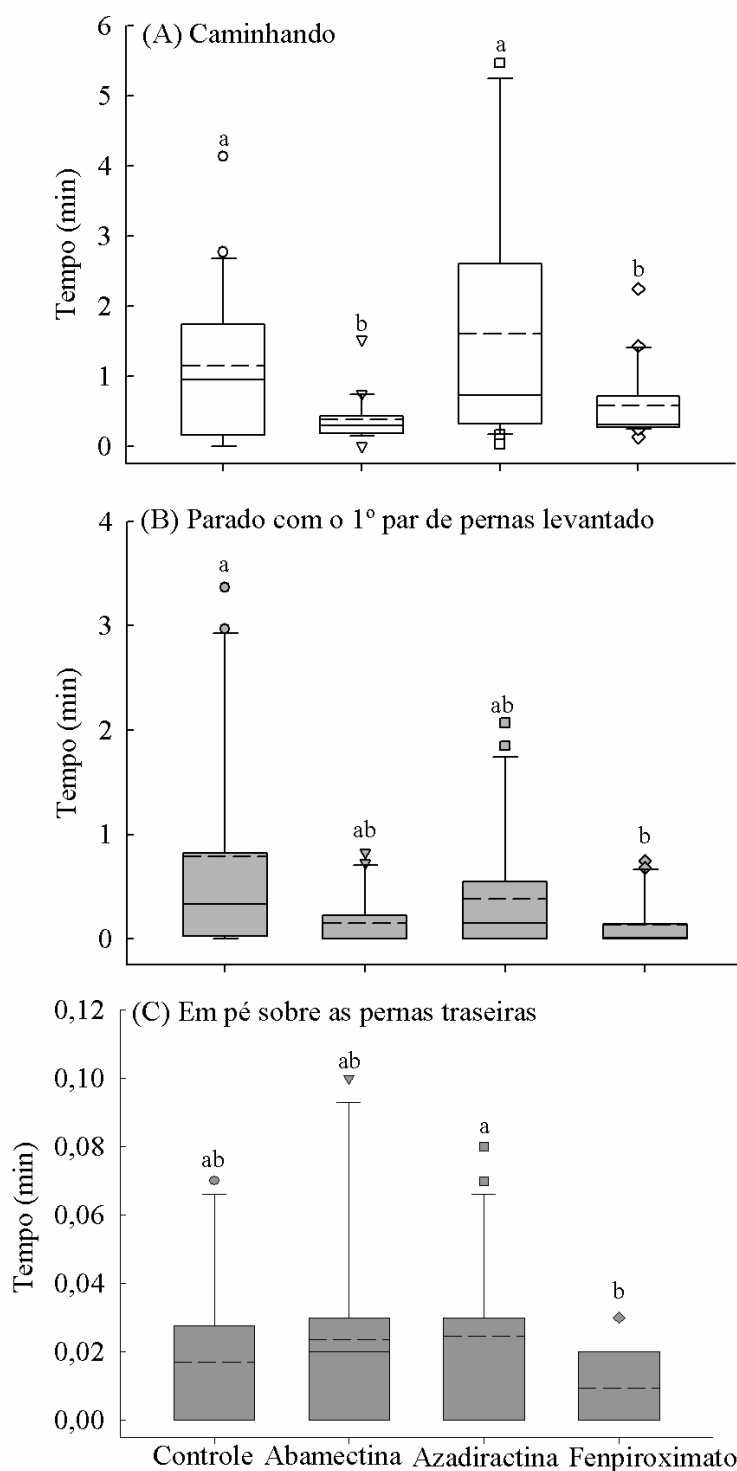 (A) Caminhando
6
5
4
3
2
1
0
Tempo (min)
a
b
a
b
(B) Parado com o 1º par de pernas levantado
4
3
2
1
0
Tempo (min)
a
ab
ab
b
(C) Em pé sobre as pernas traseiras
0,12
0,10
0,08
0,06
0,04
0,02
0,00
Tempo (min)
ab
ab
a
b
Controle Abamectina Azadiractina Fenpiroximato